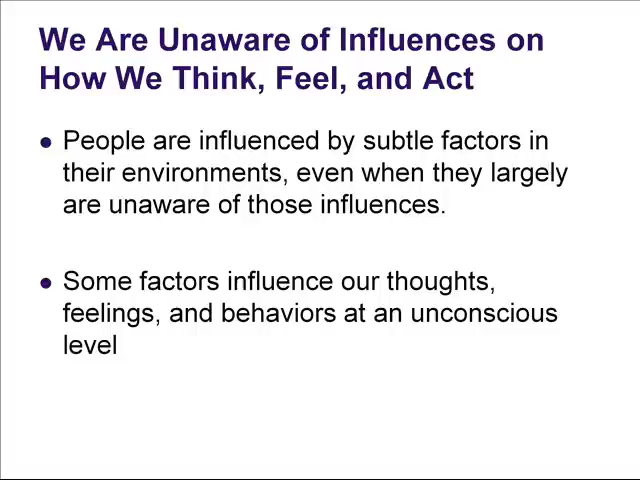 We Are Unaware of Influences on
How We Think, Feel, and Act
● People are influenced by subtle factors in
their environments, even when they largely
are unaware of those influences.
● Some factors influence our thoughts,
feelings, and behaviors at an unconscious
level